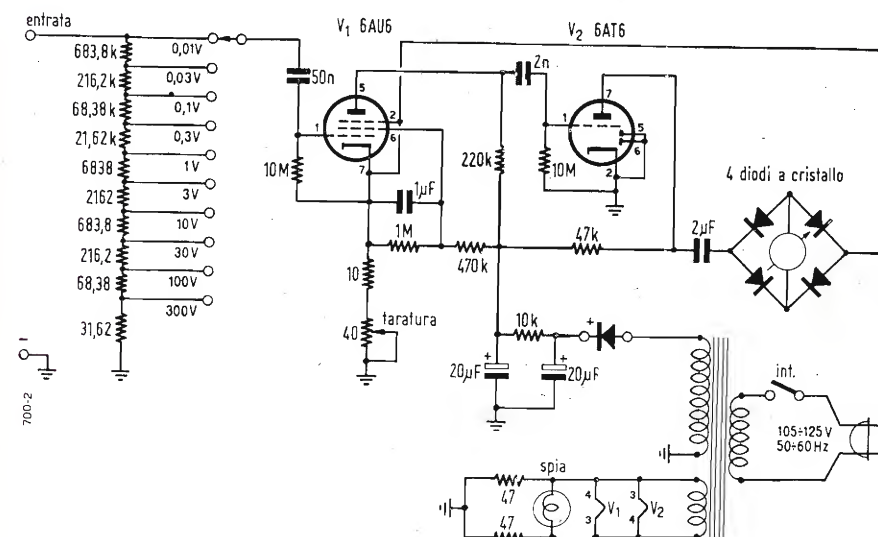 entrata
V1 6AU6
V2 6AT6
683,8k
0,01V
216,2k
0,03V
68,38k
0,1V
21,62k
0,3V
6838
1V
2162
3V
683,8
10V
216,2
30V
68,38
100V
31,62
300V
50n
1
5
2
6
7
10M
1µF
1M
470k
10
40
taratura
220k
2n
1
7
5
6
2
10M
47k
2µF
4 diodi a cristallo
10k
+
+
+
20µF
20µF
int.
105÷125V
50÷60Hz
spia
47
47
4
V1
3
3
V2
4
700-2